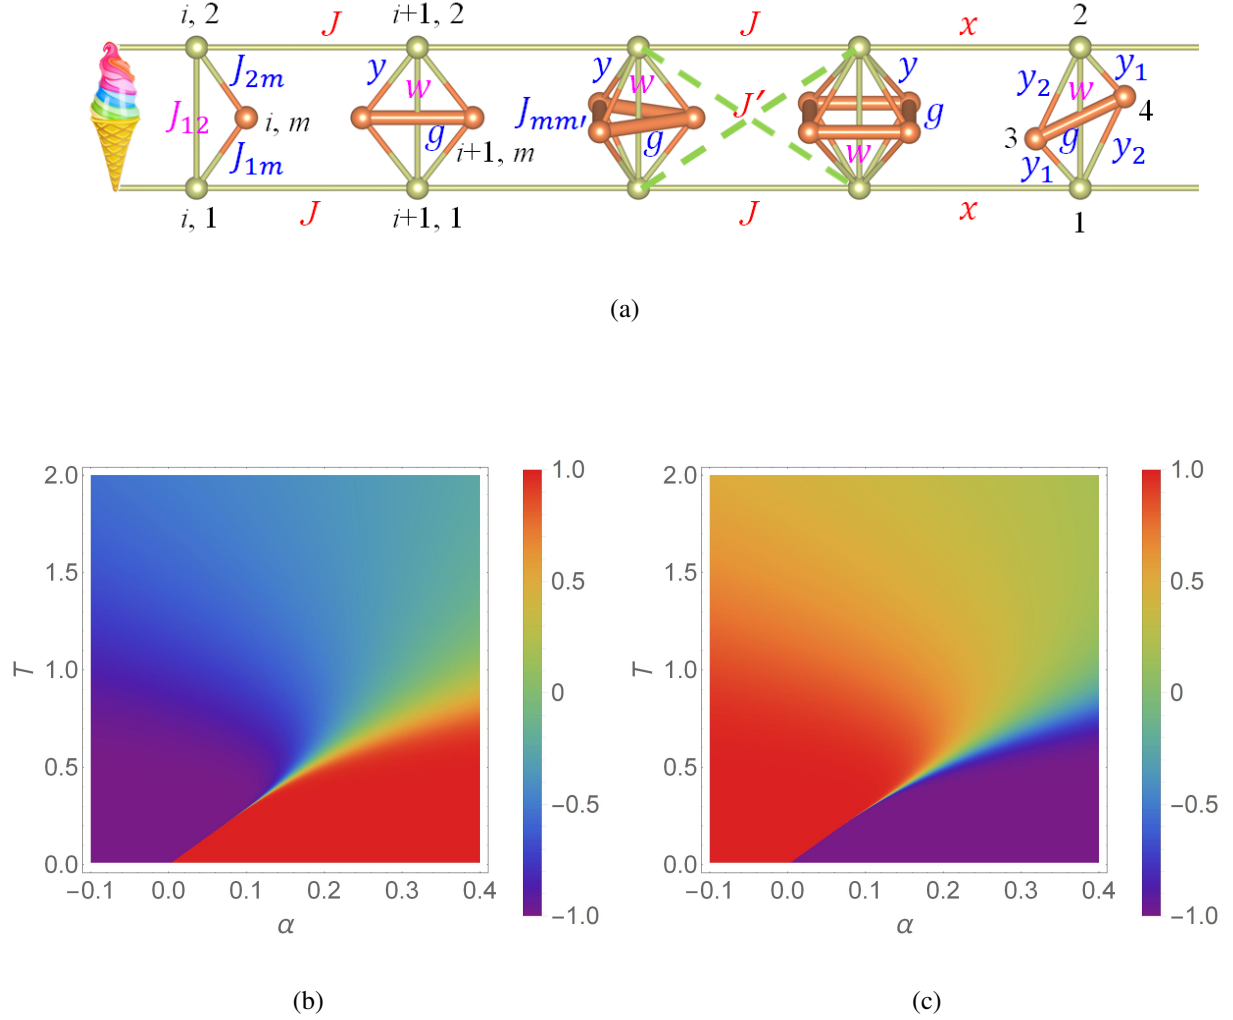 i, 2
J
i+1, 2
J
x
2
J2m
y
w
y
w
y
y2
w
y1
J12
i, m
Jmm′
J′
g
4
3
g
g
g
J1m
i+1, m
w
y1
y2
i, 1
J
i+1, 1
J
x
1
(a)
2.0
1.5
1.0
0.5
0.0
T
−0.1
0.0
0.1
0.2
0.3
0.4
α
1.0
0.5
0
−0.5
−1.0
2.0
1.5
1.0
0.5
0.0
T
−0.1
0.0
0.1
0.2
0.3
0.4
α
1.0
0.5
0
−0.5
−1.0
(b)
(c)